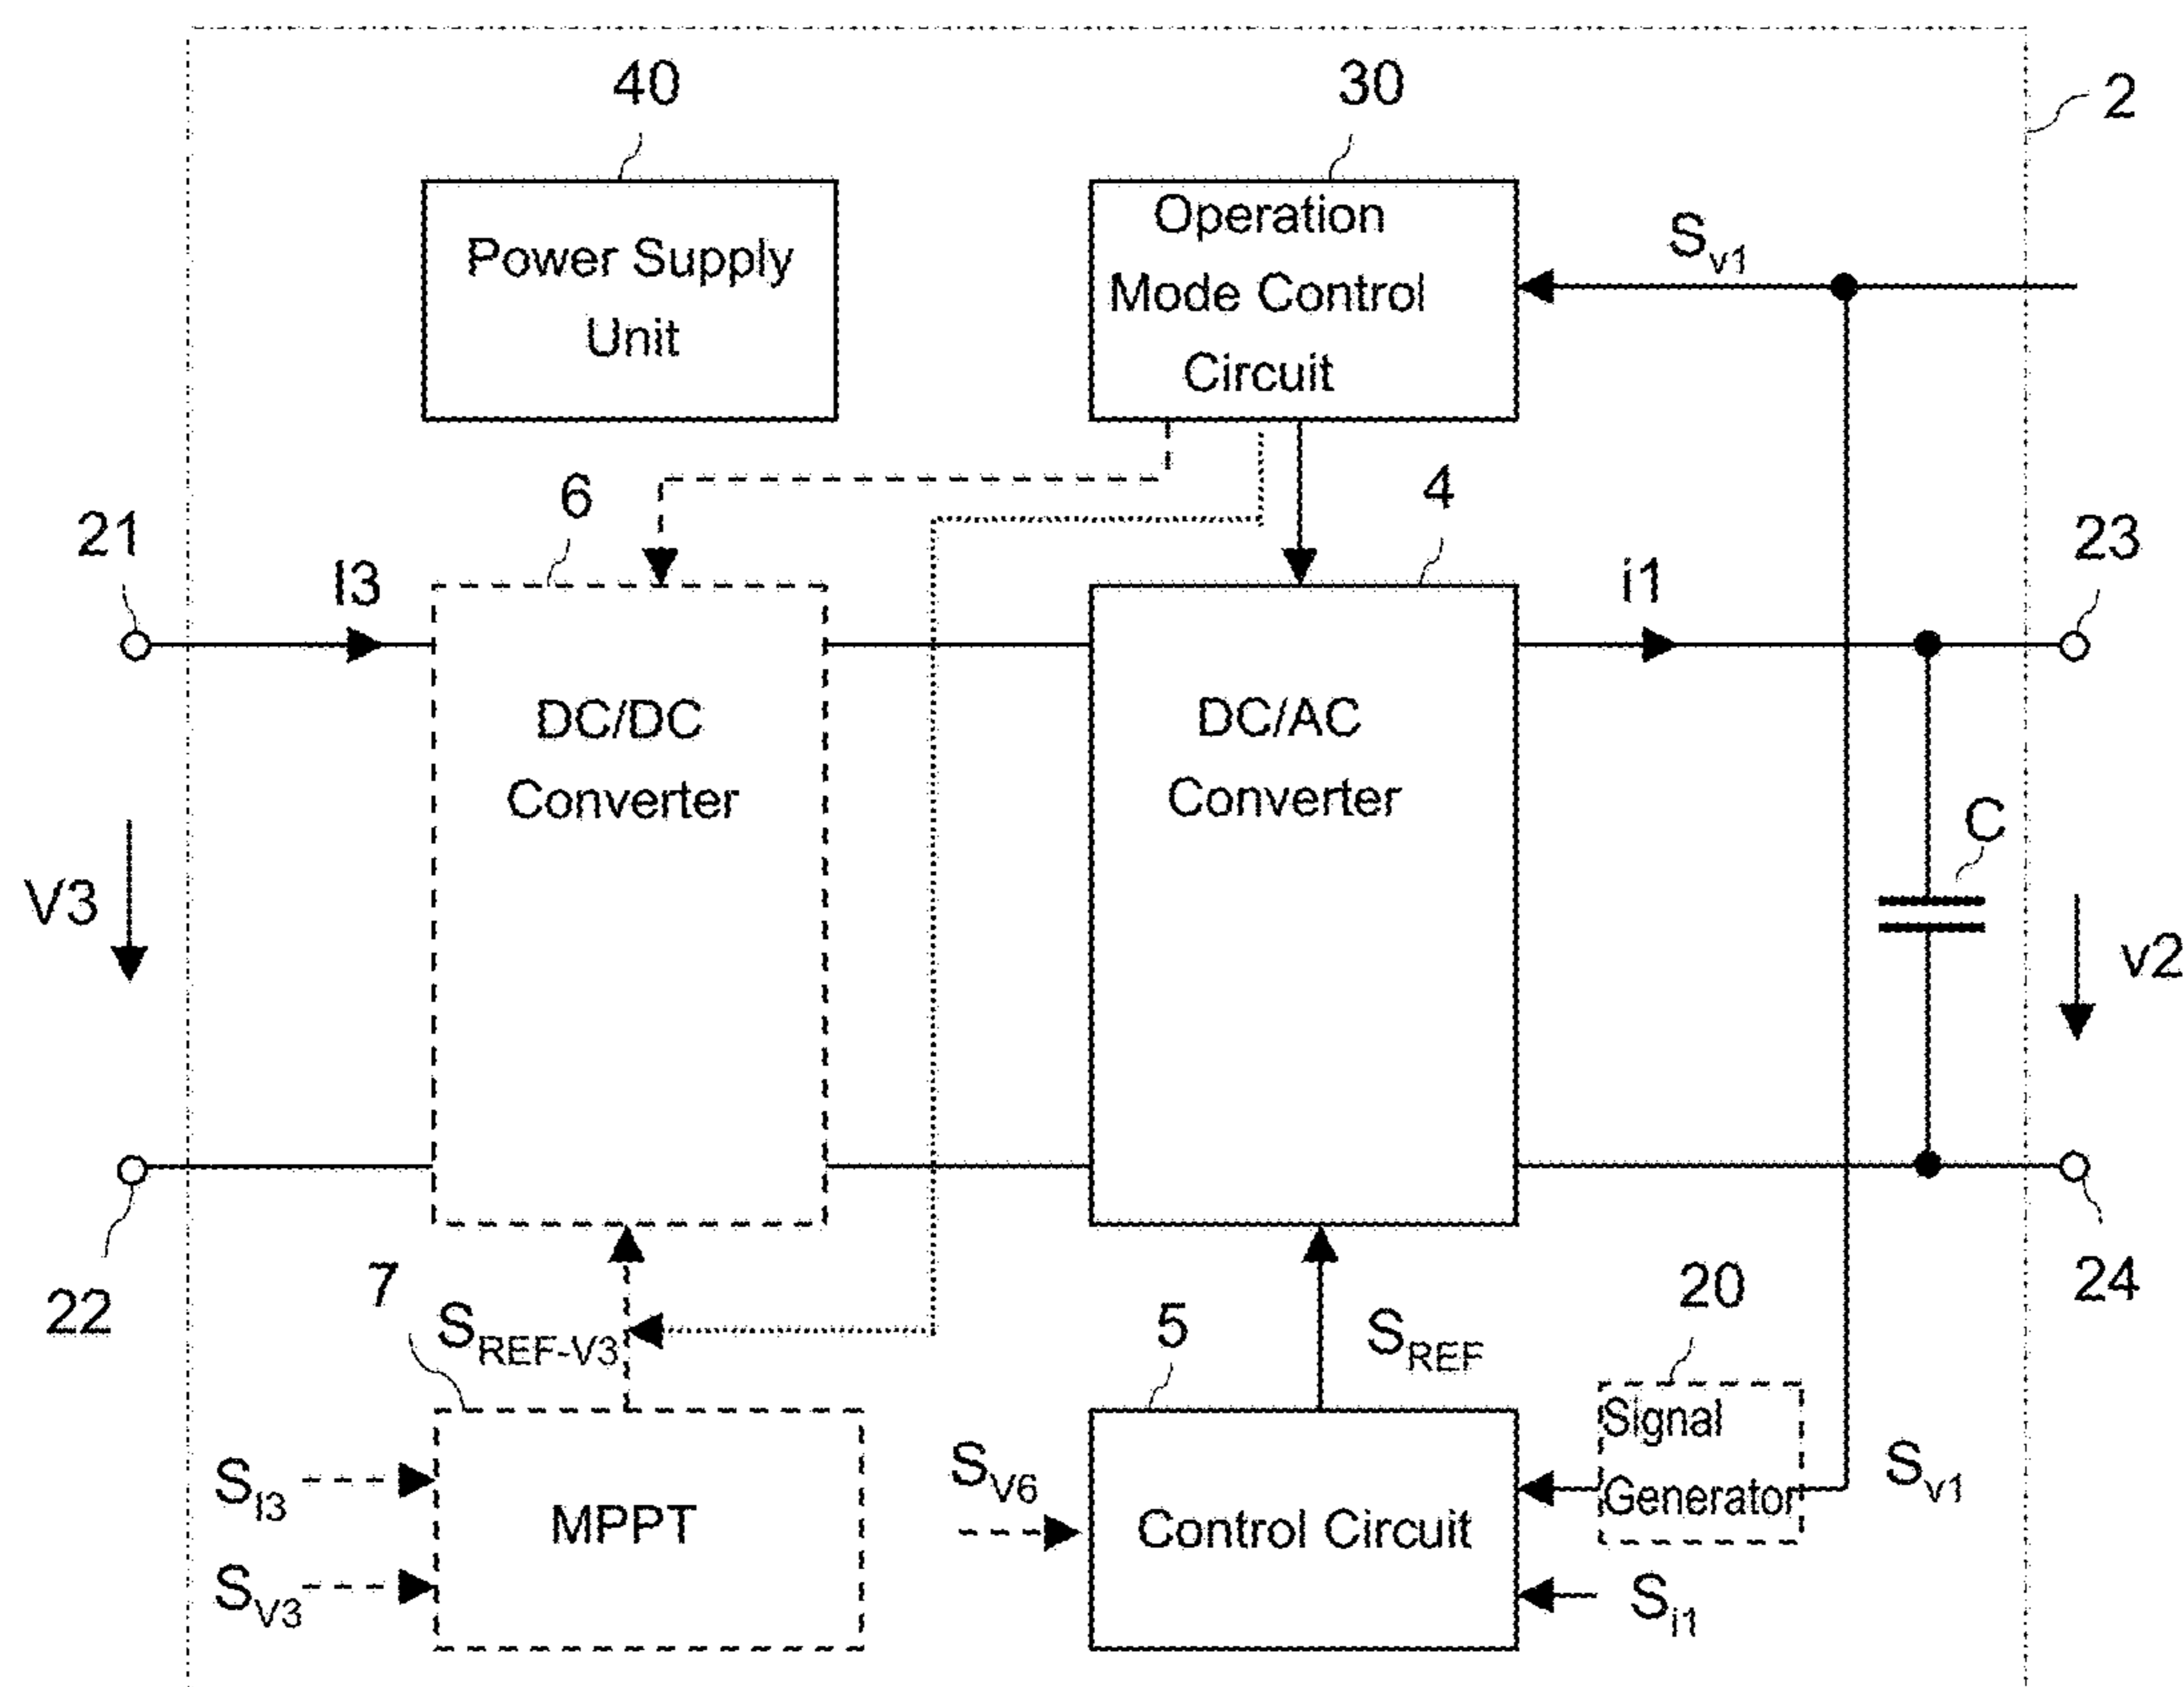 40
30
2
Power Supply
Unit
Operation
Mode Control
Circuit
Sv1
6
4
21
I3
i1
23
DC/DC
Converter
DC/AC
Converter
C
V3
v2
22
7
SREF-V3
5
SREF
20
24
Signal
Generator
Sv1
SI3
SV3
MPPT
SV6
Control Circuit
Si1